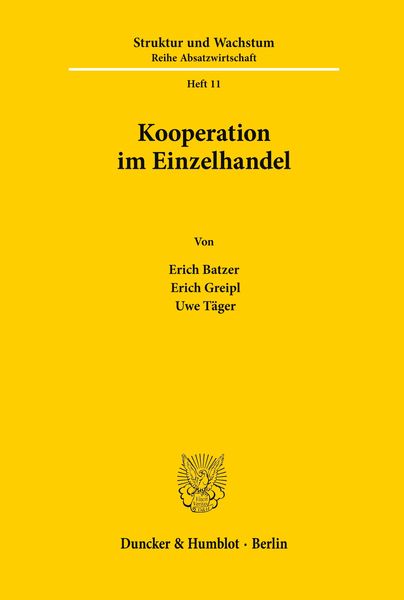 Struktur und Wachstum
Reihe Absatzwirtschaft
Heft 11
Kooperation
im Einzelhandel
Von
Erich Batzer
Erich Greipl
Uwe Täger
Duncker & Humblot · Berlin